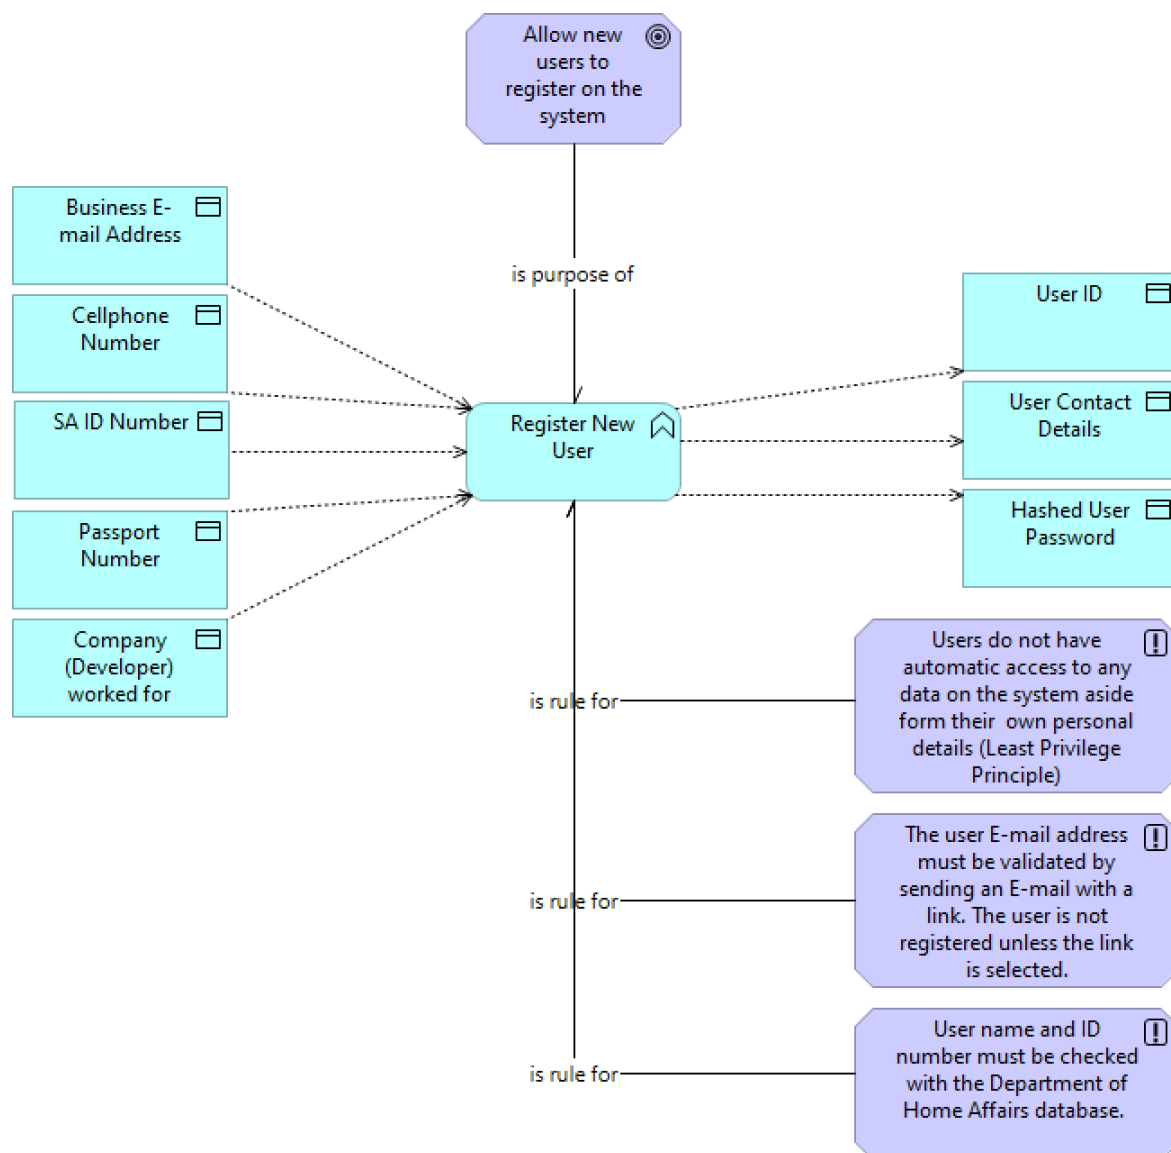 Allow new
users to
register on the
system
Business E-
mail Address
is purpose of
User ID
Cellphone
Number
User Contact
Details
SA ID Number
Register New
User
Hashed User
Password
Passport
Number
Company
(Developer)
worked for
Users do not have
automatic access to any
data on the system aside
form their own personal
details (Least Privilege
Principle)
is rule for
The user E-mail address
must be validated by
sending an E-mail with a
link. The user is not
registered unless the link
is selected.
is rule for
User name and ID
number must be checked
with the Department of
Home Affairs database.
is rule for